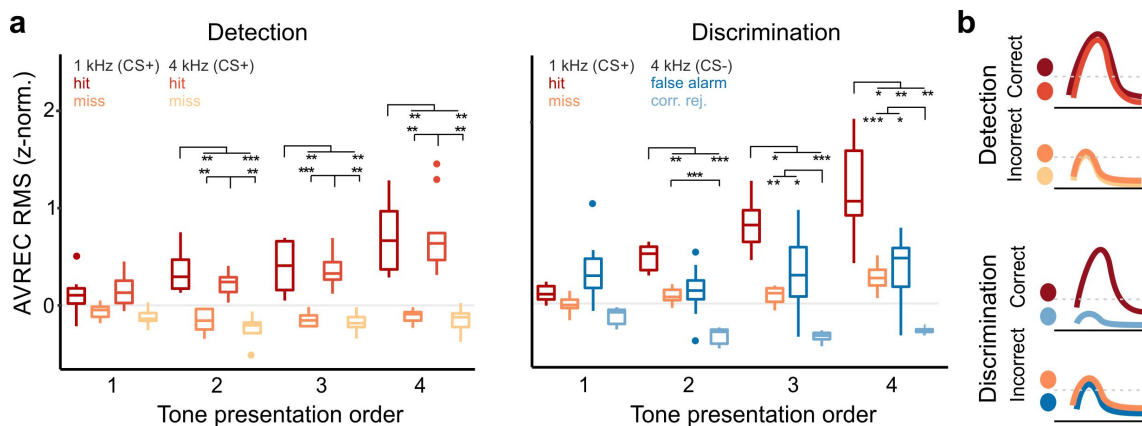 a
Detection
1 kHz (CS+) 4 kHz (CS+)
hit hit
miss miss
AVREC RMS (z-norm.)
2
1
0
** ***
** **
** **
*** **
** **
** **
1 2 3 4
Tone presentation order
Discrimination
1 kHz (CS+) 4 kHz (CS-)
hit false alarm
miss corr. rej.
** ***
***
* ***
** *
* ** **
*** *
1 2 3 4
Tone presentation order
b
Detection
Correct
Incorrect
Discrimination
Correct
Incorrect